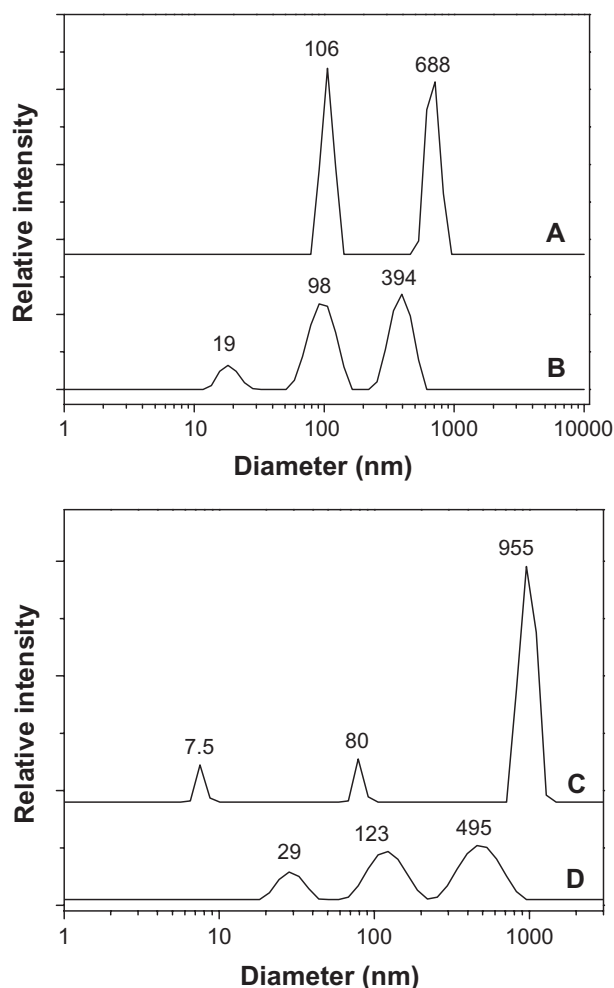 106
688
Relative intensity
A
98
394
19
B
1 10 100 1000 10000
Diameter (nm)
955
Relative intensity
7.5
80
C
29
123
495
D
1 10 100 1000
Diameter (nm)